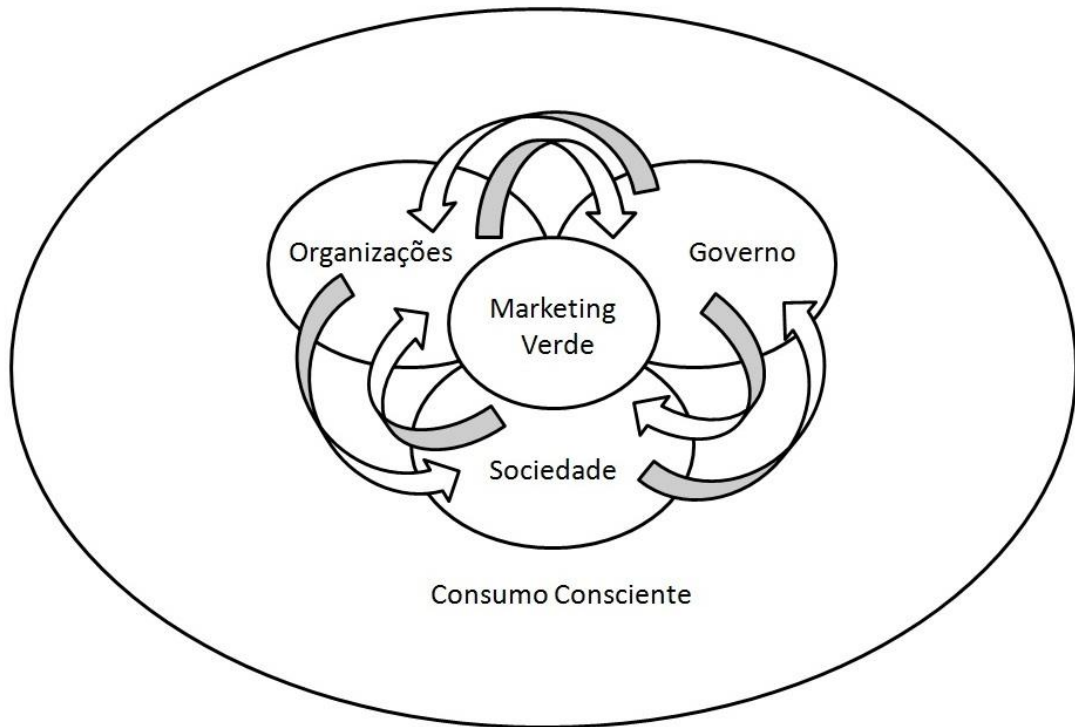 Organizações
Governo
Marketing
Verde
Sociedade
Consumo Consciente